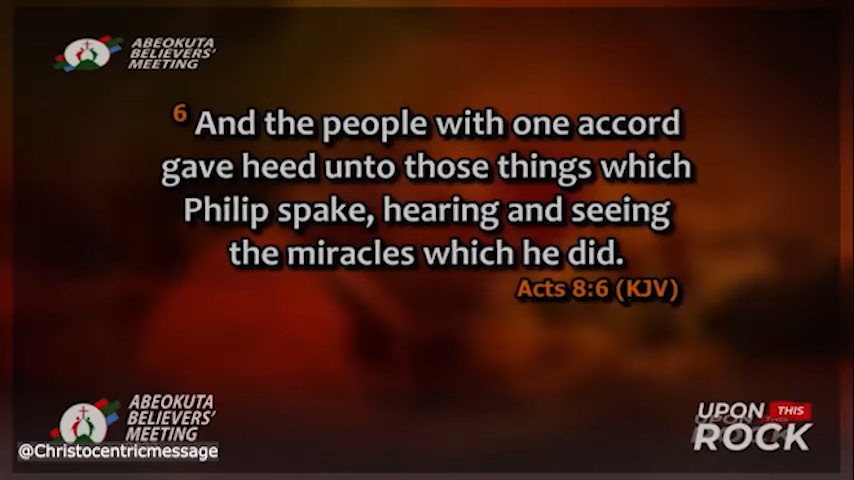 ABEOKUTA
BELIEVERS'
MEETING
6 And the people with one accord
gave heed unto those things which
Philip spake, hearing and seeing
the miracles which he did.
Acts 8:6 (KJV)
ABEOKUTA
BELIEVERS'
MEETING
@Christocentricmessage
UPON THIS
ROCK